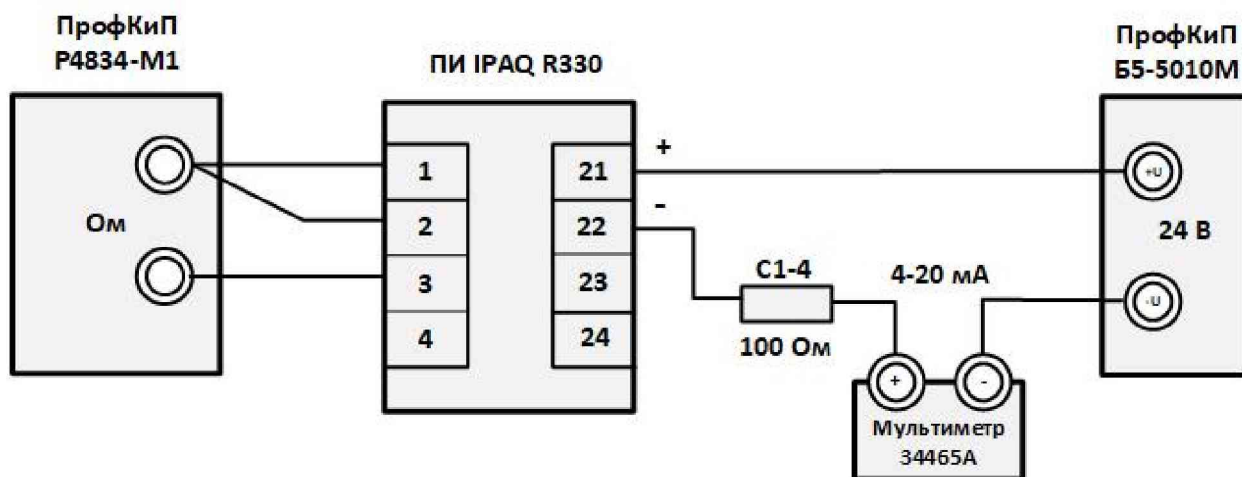 ПрофКиП
Р4834-М1
Ом
ПИ IPAQ R330
1
2
3
4
21
22
23
24
+
-
С1-4
100 Ом
4-20 мА
+
-
Мультиметр
34465А
ПрофКиП
Б5-5010М
+U
24 В
-U